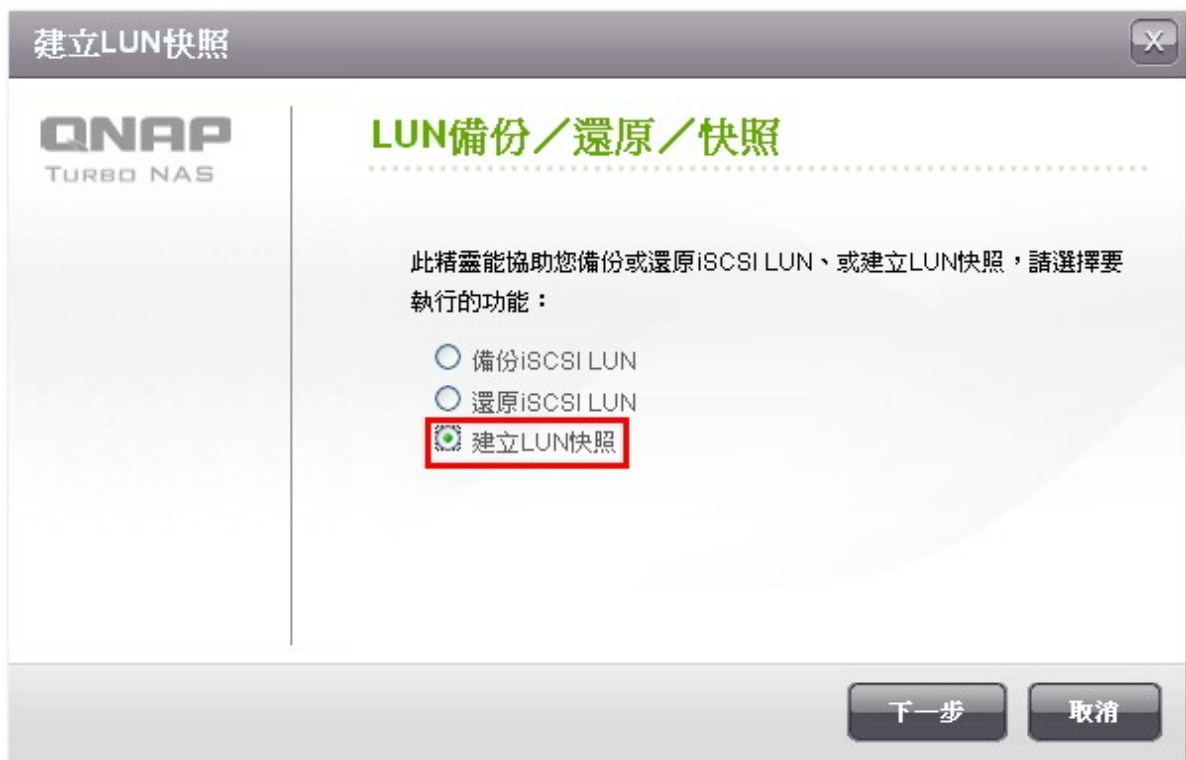 建立LUN快照
X
QNAP
TURBO NAS
LUN備份／還原／快照
此精靈能協助您備份或還原iSCSI LUN、或建立LUN快照，請選擇要
執行的功能：
備份iSCSI LUN
還原iSCSI LUN
建立LUN快照
下一步
取消